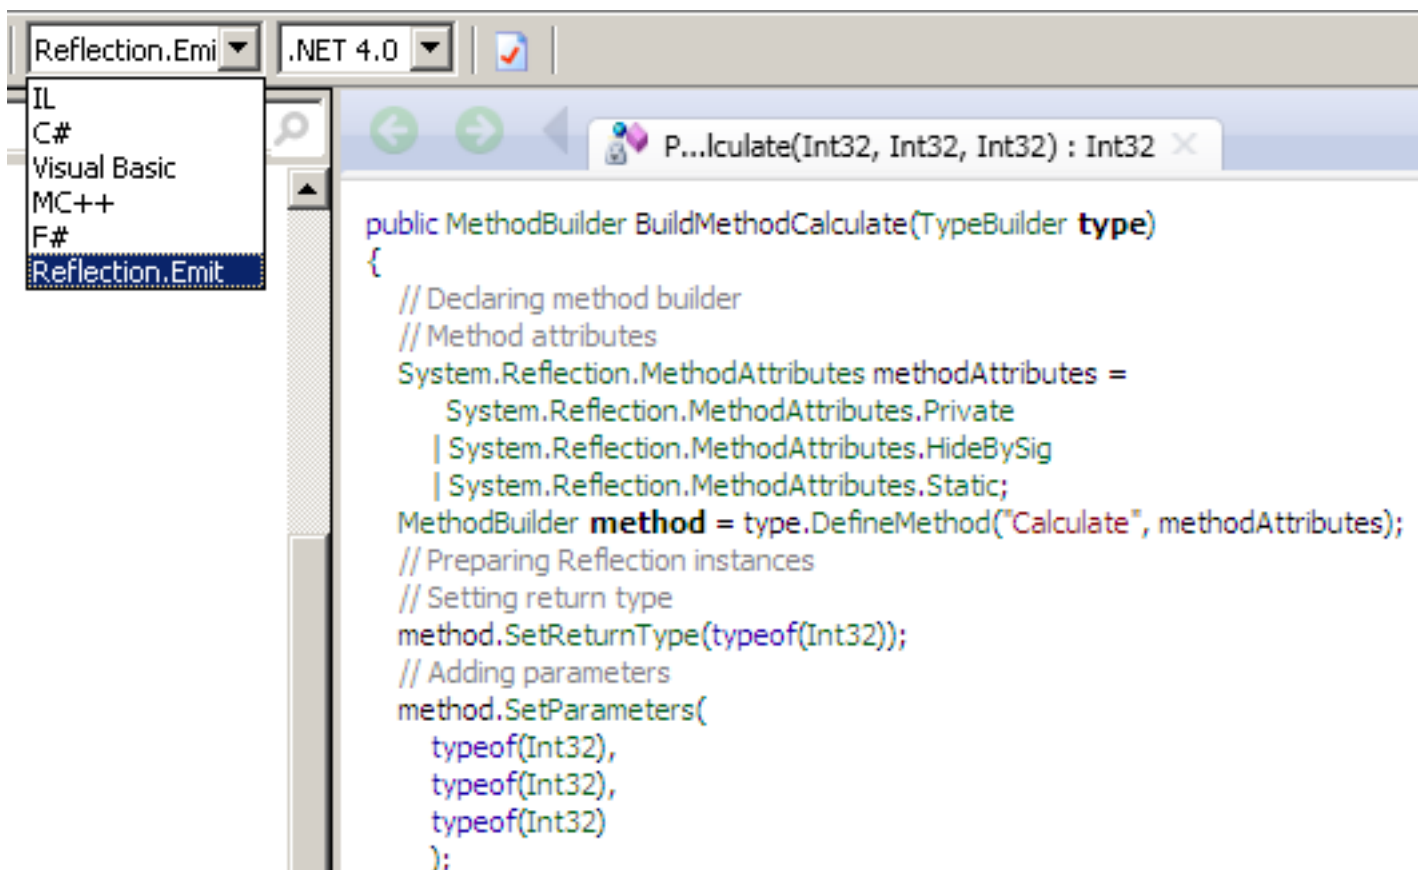 Reflection.Emi
.NET 4.0
IL
C#
Visual Basic
MC++
F#
Reflection.Emit
P...lculate(Int32, Int32, Int32) : Int32
public MethodBuilder BuildMethodCalculate(TypeBuilder type)
{
// Declaring method builder
// Method attributes
System.Reflection.MethodAttributes methodAttributes =
System.Reflection.MethodAttributes.Private
| System.Reflection.MethodAttributes.HideBySig
| System.Reflection.MethodAttributes.Static;
MethodBuilder method = type.DefineMethod("Calculate", methodAttributes);
// Preparing Reflection instances
// Setting return type
method.SetReturnType(typeof(Int32));
// Adding parameters
method.SetParameters(
typeof(Int32),
typeof(Int32),
typeof(Int32)
);